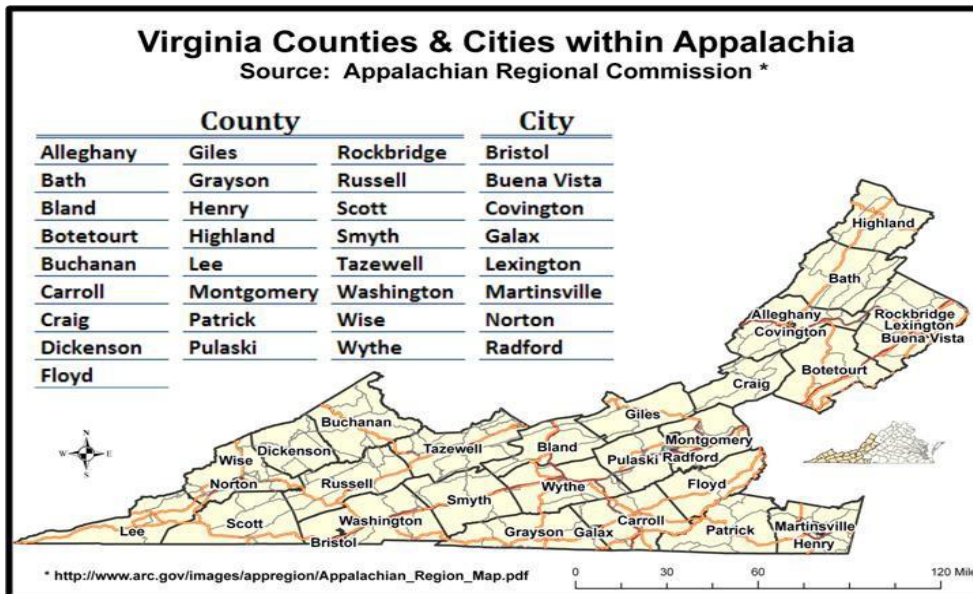 Virginia Counties & Cities within Appalachia
Source: Appalachian Regional Commission *
County City
Alleghany Giles Rockbridge Bristol
Bath Grayson Russell Buena Vista
Bland Henry Scott Covington
Botetourt Highland Smyth Galax
Buchanan Lee Tazewell Lexington
Carroll Montgomery Washington Martinsville
Craig Patrick Wise Norton
Dickenson Pulaski Wythe Radford
Floyd
Highland
Bath
Alleghany
Covington
Rockbridge
Lexington
Buena Vista
Botetourt
Craig
Giles
Buchanan
Dickenson
Tazewell
Bland
Montgomery
Radford
Pulaski
Wise
Norton
Russell
Smyth
Wythe
Floyd
Lee
Scott
Washington
Bristol
Grayson
Galax
Carroll
Patrick
Martinsville
Henry
N
W E
S
* http://www.arc.gov/images/appregion/Appalachian_Region_Map.pdf
0 30 60 120 Mile